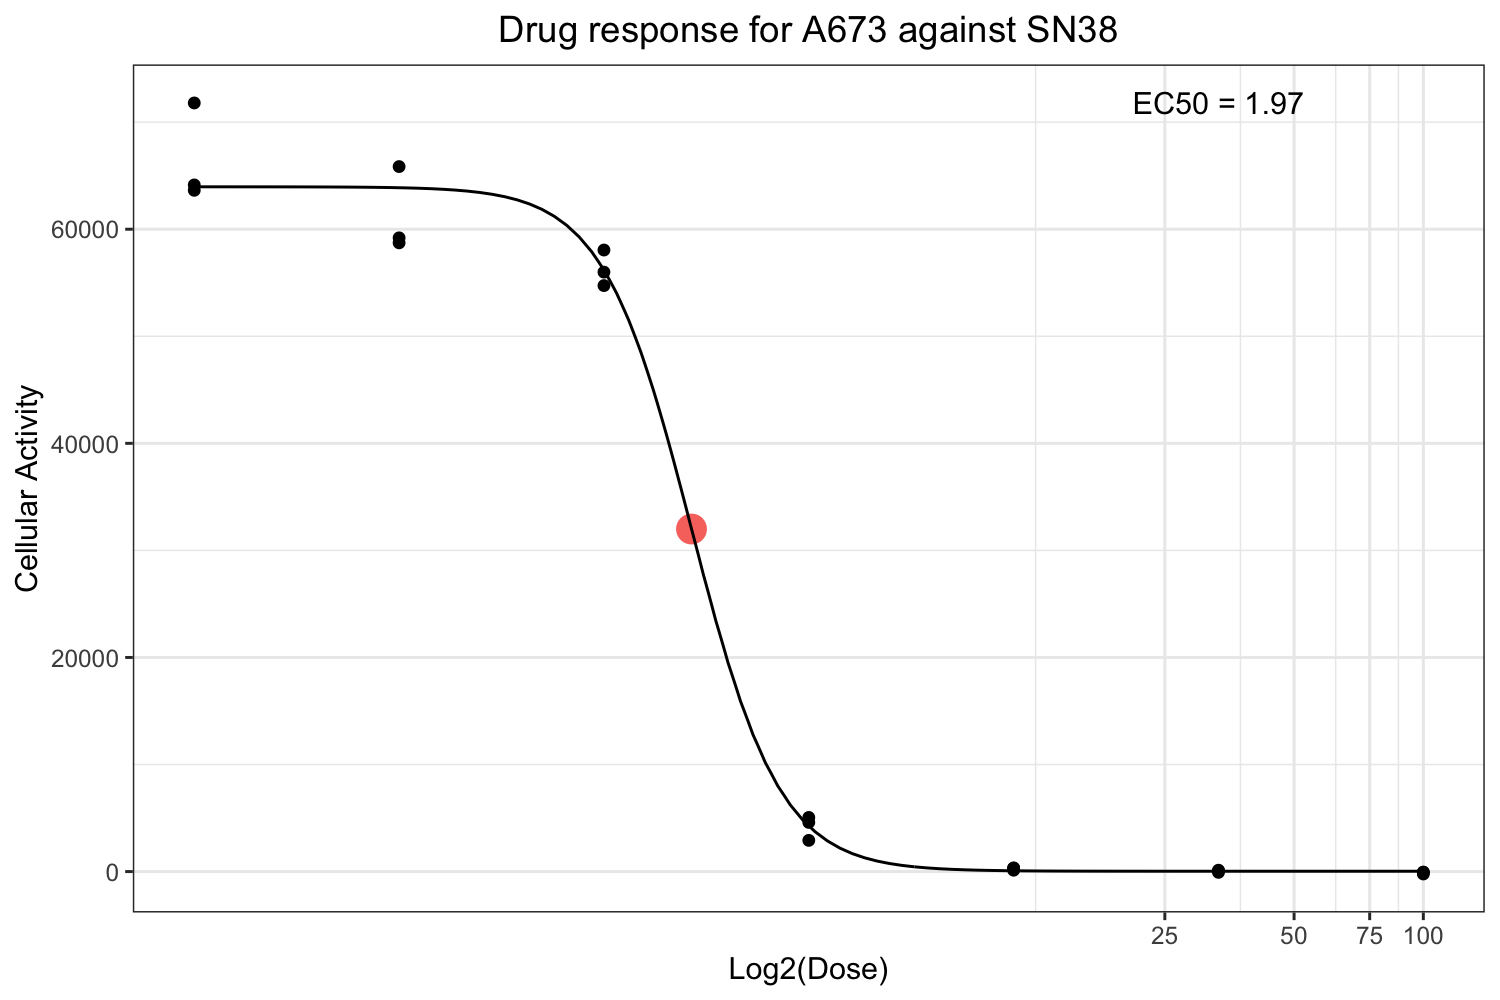 Drug response for A673 against SN38
EC50 = 1.97
Cellular Activity
60000
40000
20000
0
25 50 75 100
Log2(Dose)